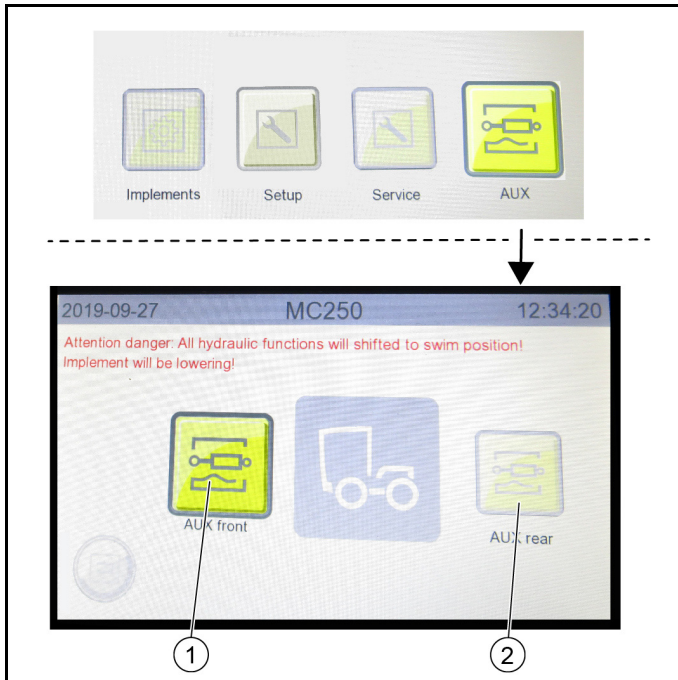 Implements
Setup
Service
AUX
2019-09-27
MC250
12:34:20
Attention danger: All hydraulic functions will shifted to swim position!
Implement will be lowering!
AUX front
AUX rear
1
2